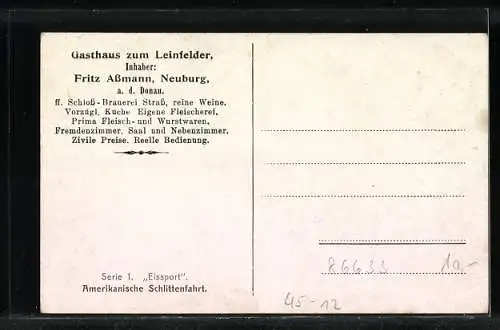 Gasthaus zum Leinfelder,
Inhaber:
Fritz Aßmann, Neuburg,
a. d. Donau.
ff. Schloß-Brauerei Straß, reine Weine.
Vorzügl. Küche Eigene Fleischerei,
Prima Fleisch- und Wurstwaren,
Fremdenzimmer, Saal und Nebenzimmer,
Zivile Preise. Reelle Bedienung.
Serie 1. „Eissport".
Amerikanische Schlittenfahrt.
86633 10,-
45-12